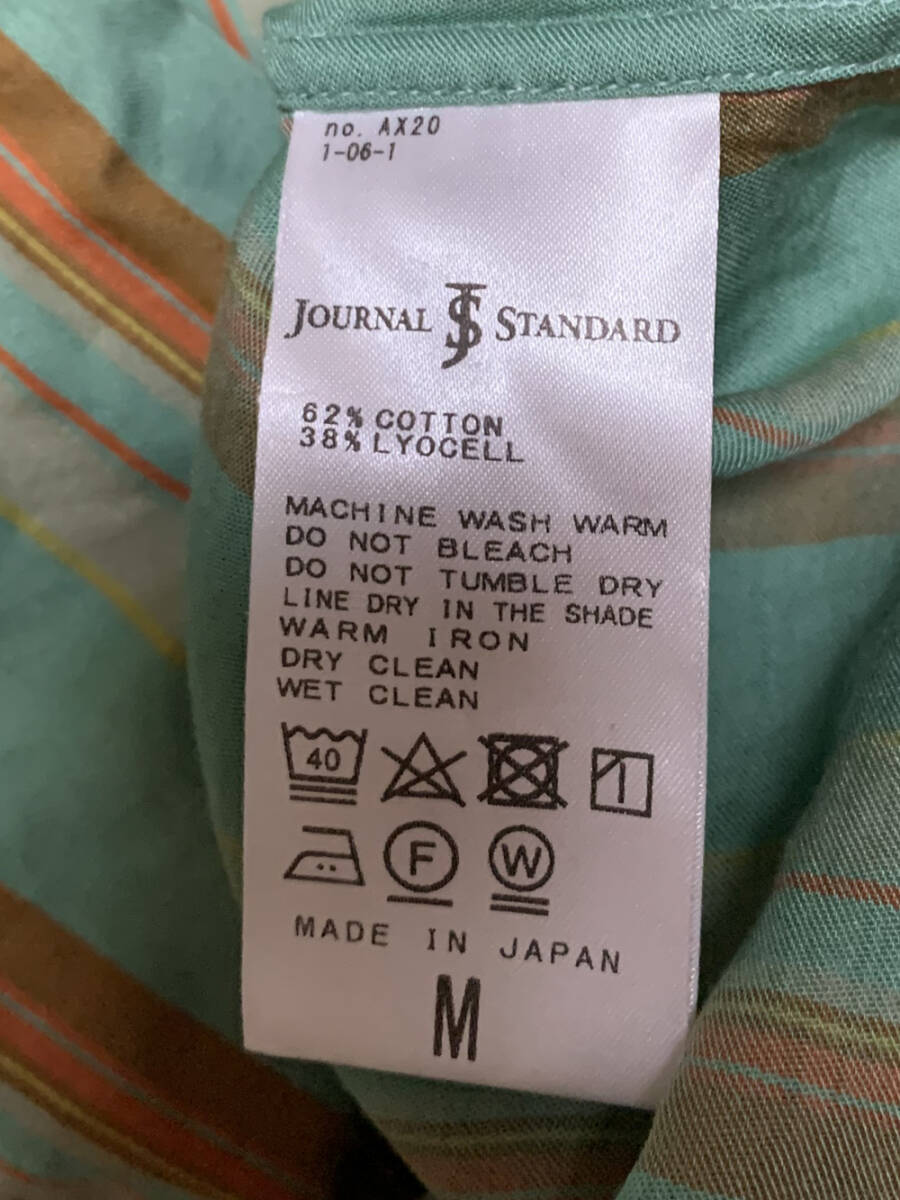 no. AX20
1-06-1
JOURNAL JS STANDARD
62% COTTON
38% LYOCELL
MACHINE WASH WARM
DO NOT BLEACH
DO NOT TUMBLE DRY
LINE DRY IN THE SHADE
WARM IRON
DRY CLEAN
WET CLEAN
40
F W
MADE IN JAPAN
M